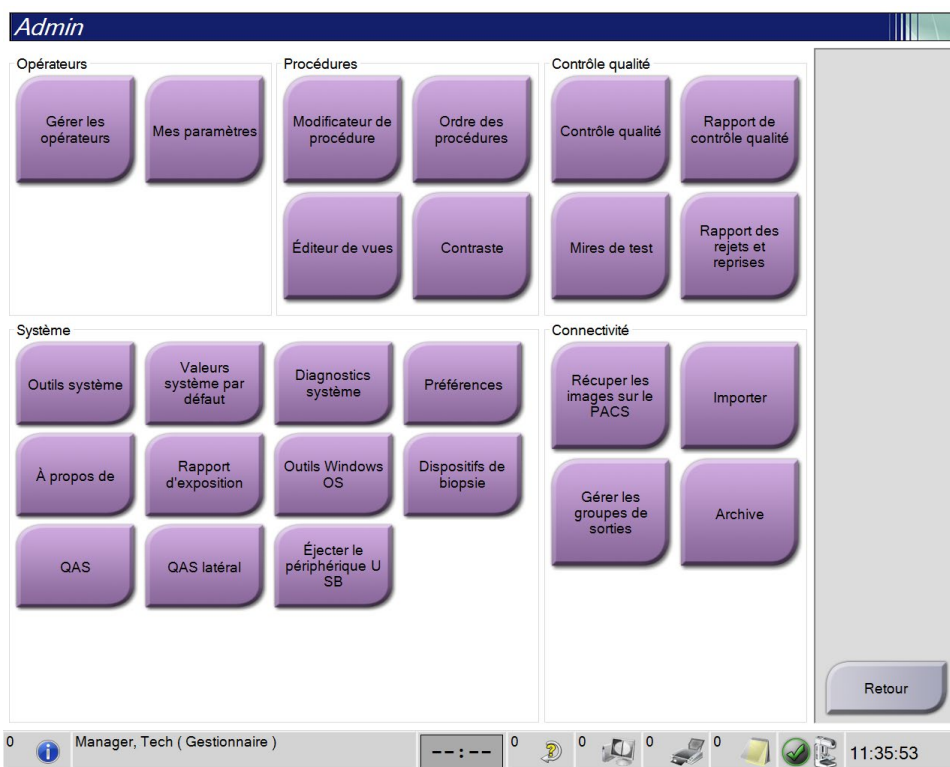 Admin
Opérateurs
Gérer les
opérateurs
Mes paramètres
Procédures
Modificateur de
procédure
Ordre des
procédures
Éditeur de vues
Contraste
Contrôle qualité
Contrôle qualité
Rapport de
contrôle qualité
Mires de test
Rapport des
rejets et
reprises
Système
Outils système
Valeurs
système par
défaut
Diagnostics
système
Préférences
À propos de
Rapport
d'exposition
Outils Windows
OS
Dispositifs de
biopsie
QAS
QAS latéral
Éjecter le
périphérique U
SB
Connectivité
Récuper les
images sur le
PACS
Importer
Gérer les
groupes de
sorties
Archive
Retour
0
Manager, Tech ( Gestionnaire )
--:--
0
0
0
0
11:35:53